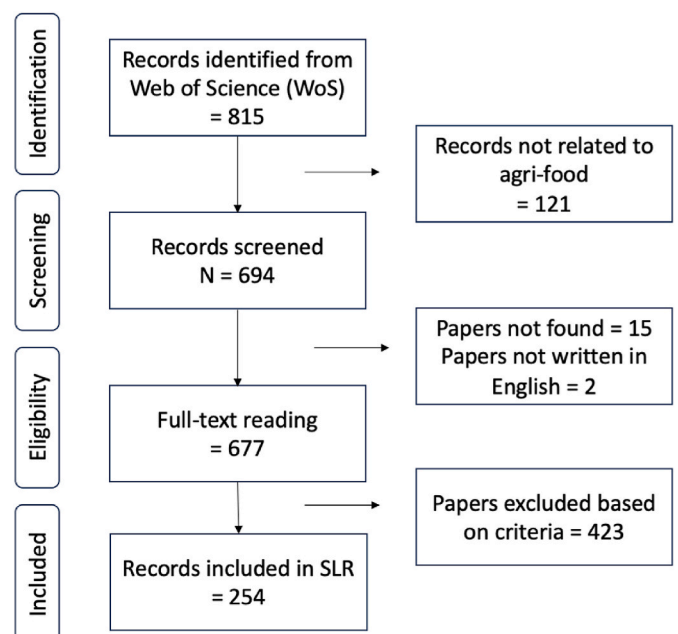 Identification
Records identified from
Web of Science (WoS)
= 815
Records not related to
agri-food
= 121
Screening
Records screened
N = 694
Papers not found = 15
Papers not written in
English = 2
Eligibility
Full-text reading
= 677
Papers excluded based
on criteria = 423
Included
Records included in SLR
= 254